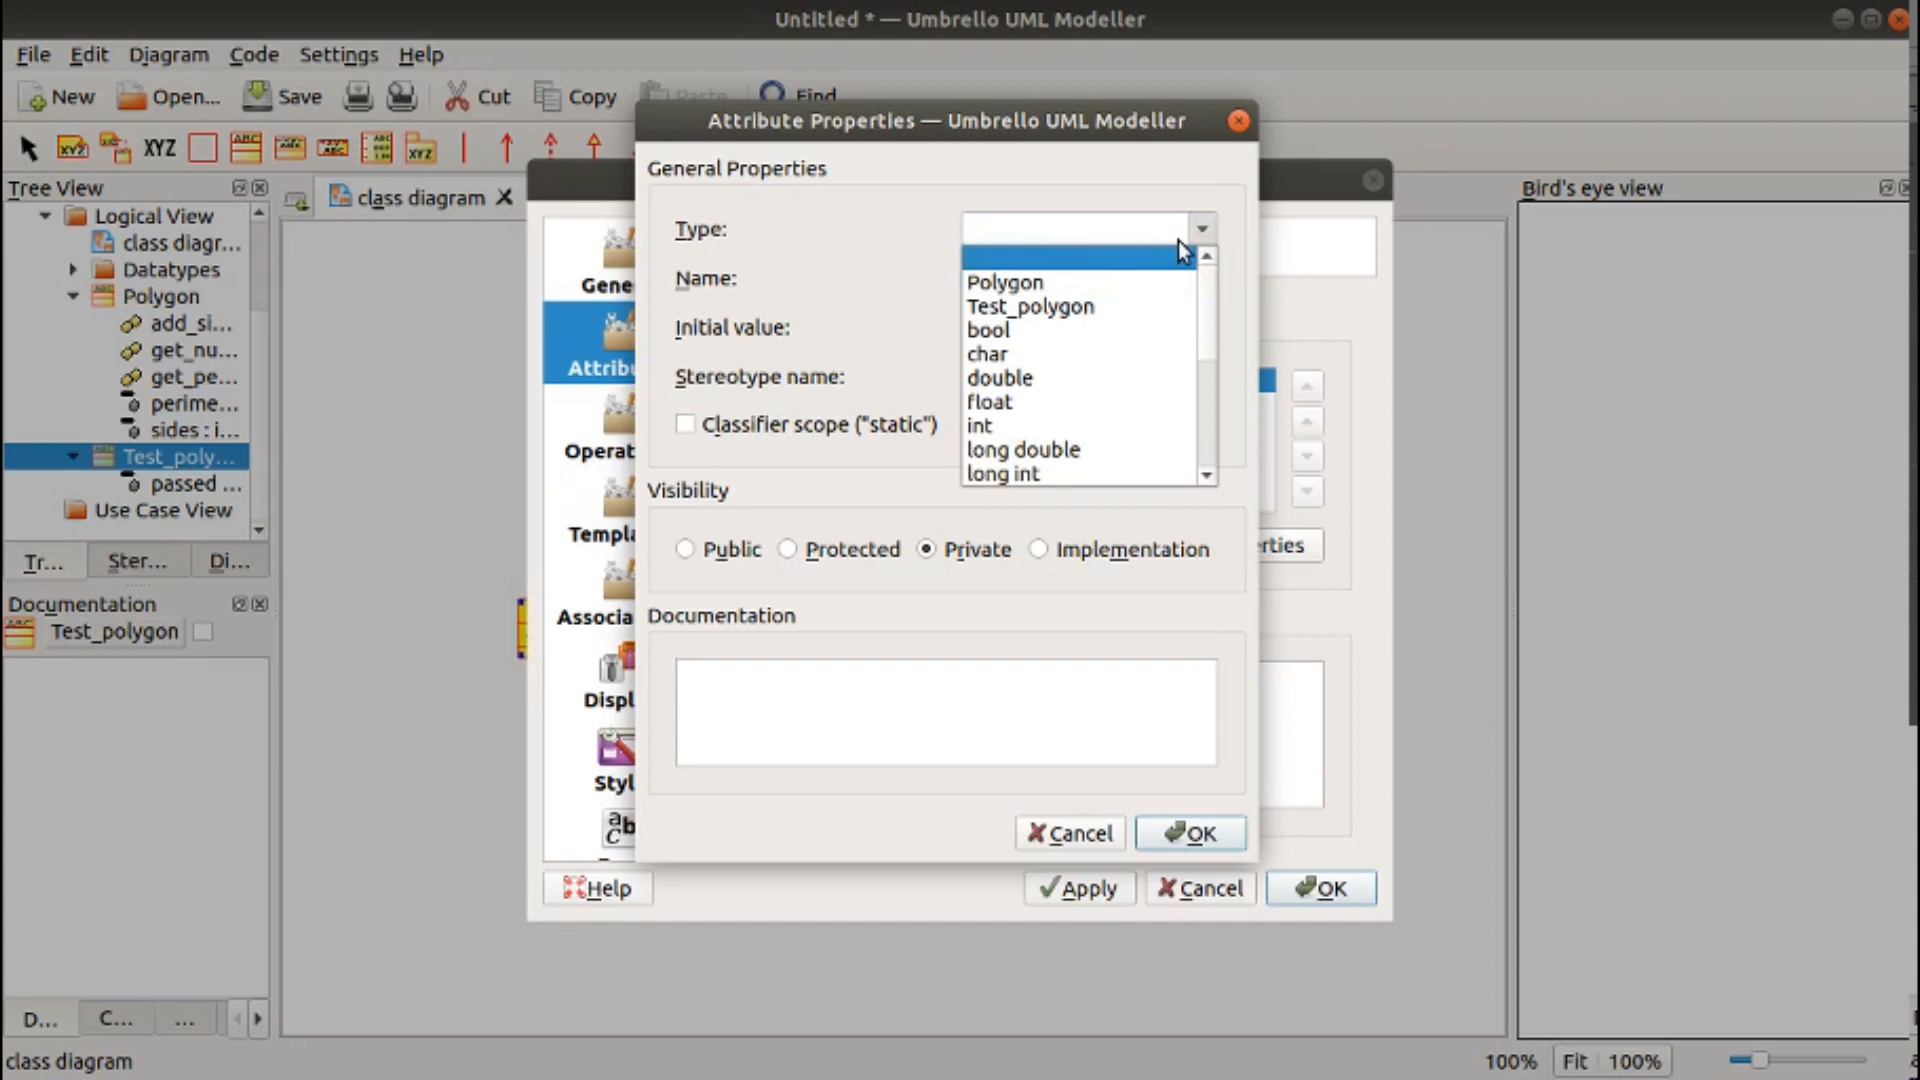 Untitled * — Umbrello UML Modeller
File Edit Diagram Code Settings Help
New Open... Save Cut Copy Paste Find
XYZ
Tree View
Logical View
class diagr...
Datatypes
Polygon
add_si...
get_nu...
get_pe...
perime...
sides : i...
Test_poly...
passed ...
Use Case View
Tr... Ster... Di...
Documentation
Test_polygon
D... C... ...
class diagram
class diagram
Gene
Attribu
Operat
Templa
Associa
Displ
Styl
Help Apply Cancel OK
rties
Attribute Properties — Umbrello UML Modeller
General Properties
Type:
Name:
Initial value:
Stereotype name:
Classifier scope ("static")
Polygon
Test_polygon
bool
char
double
float
int
long double
long int
Visibility
Public Protected Private Implementation
Documentation
Cancel OK
Bird's eye view
100% Fit 100%